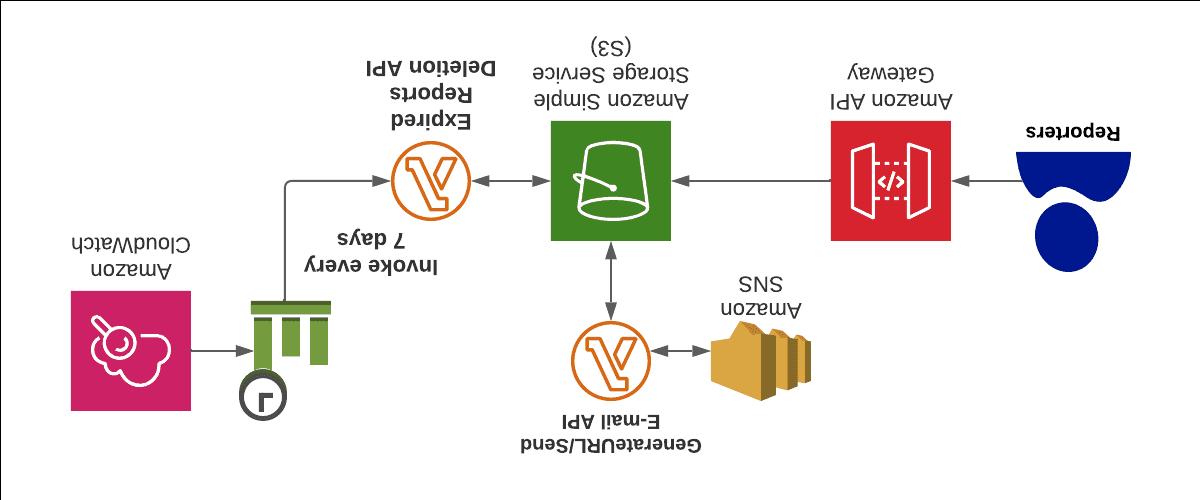 GenerateURL/Send
E-mail API
Amazon
SNS
Invoke every
7 days
Amazon
CloudWatch
Reporters
Amazon API
Gateway
Amazon Simple
Storage Service
(S3)
Expired
Reports
Deletion API